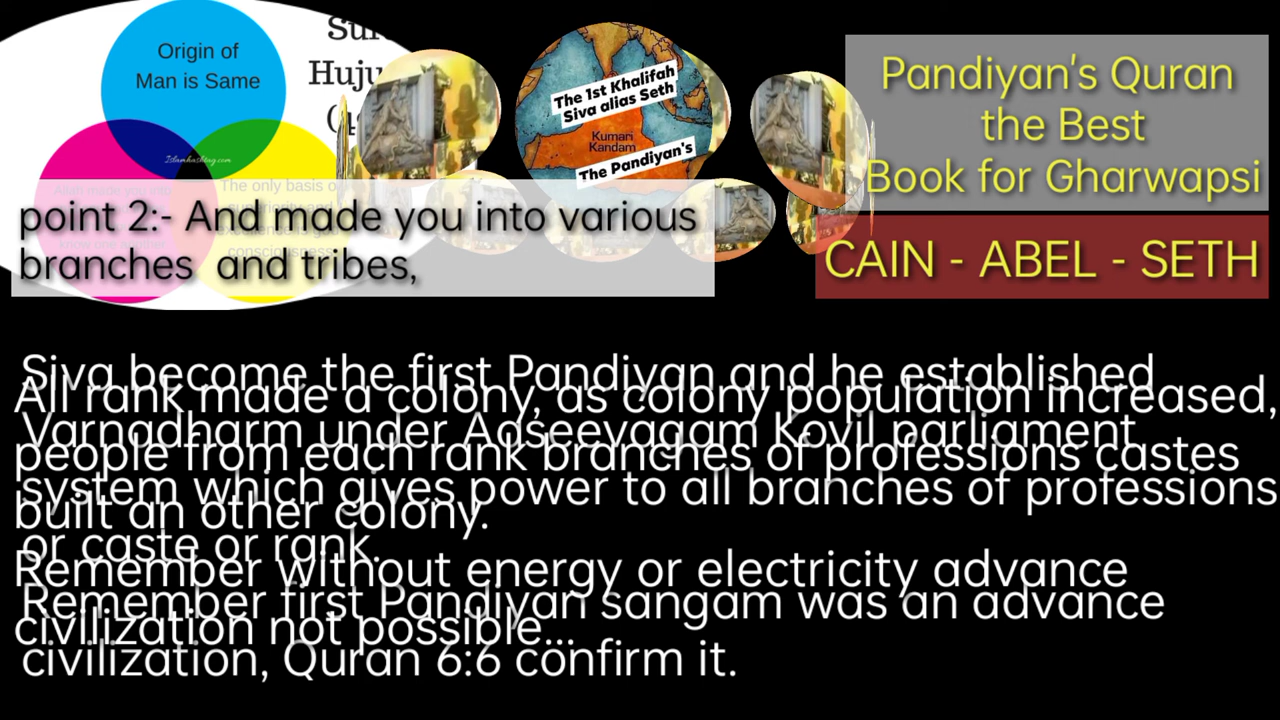 Origin of
Man is Same
Islamhashtag.com
The 1st Khalifah
Siva alias Seth
Kumari
Kandam
The Pandiyan's
Pandiyan's Quran
the Best
Book for Gharwapsi
CAIN - ABEL - SETH
point 2:- And made you into various
branches and tribes,
Siva become the first Pandiyan and he established
Varnadharm under Aaseevagam Kovil parliament
system which gives power to all branches of professions
or caste or rank.
Remember first Pandiyan sangam was an advance
civilization, Quran 6:6 confirm it.
All rank made a colony, as colony population increased,
people from each rank branches of professions castes
built an other colony.
Remember without energy or electricity advance
civilization not possible...